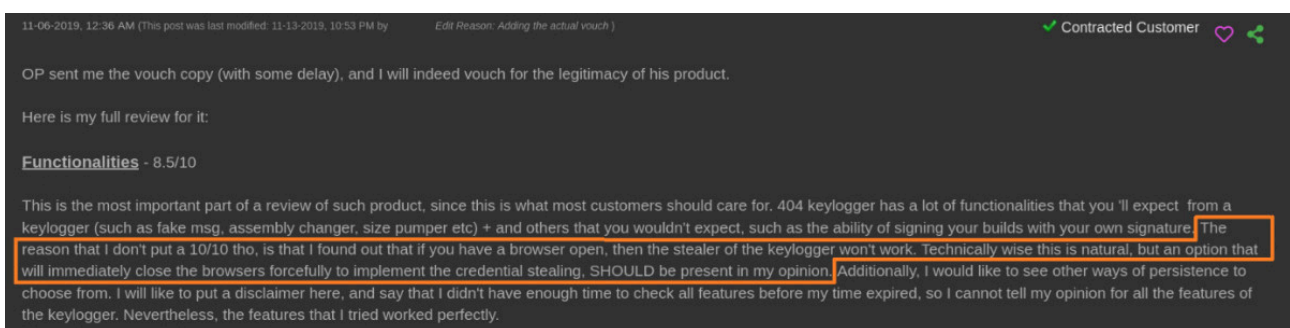 11-06-2019, 12:36 AM (This post was last modified: 11-13-2019, 10:53 PM by Edit Reason: Adding the actual vouch )
Contracted Customer
OP sent me the vouch copy (with some delay), and I will indeed vouch for the legitimacy of his product.
Here is my full review for it:
Functionalities - 8.5/10
This is the most important part of a review of such product, since this is what most customers should care for. 404 keylogger has a lot of functionalities that you 'll expect from a
keylogger (such as fake msg, assembly changer, size pumper etc) + and others that you wouldn't expect, such as the ability of signing your builds with your own signature. The
reason that I don't put a 10/10 tho, is that I found out that if you have a browser open, then the stealer of the keylogger won't work. Technically wise this is natural, but an option that
will immediately close the browsers forcefully to implement the credential stealing, SHOULD be present in my opinion. Additionally, I would like to see other ways of persistence to
choose from. I will like to put a disclaimer here, and say that I didn't have enough time to check all features before my time expired, so I cannot tell my opinion for all the features of
the keylogger. Nevertheless, the features that I tried worked perfectly.